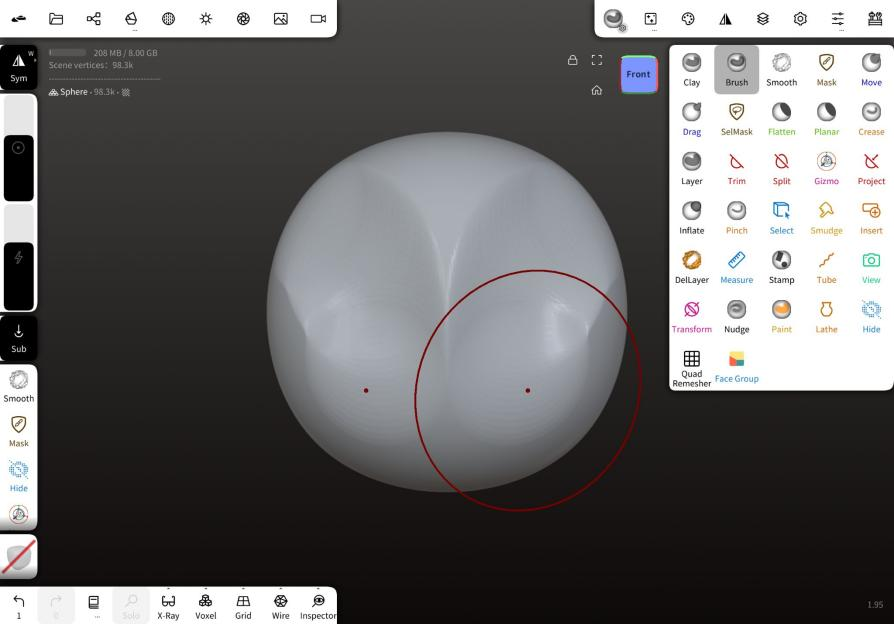 208 MB / 8.00 GB
Scene vertices: 98.3k
Sphere • 98.3k •
Front
W
Sym
Sub
Smooth
Mask
Hide
Clay Brush Smooth Mask Move
Drag SelMask Flatten Planar Crease
Layer Trim Split Gizmo Project
Inflate Pinch Select Smudge Insert
DelLayer Measure Stamp Tube View
Transform Nudge Paint Lathe Hide
Quad
Remesher Face Group
1 0 ... Solo X-Ray Voxel Grid Wire Inspector
1.95